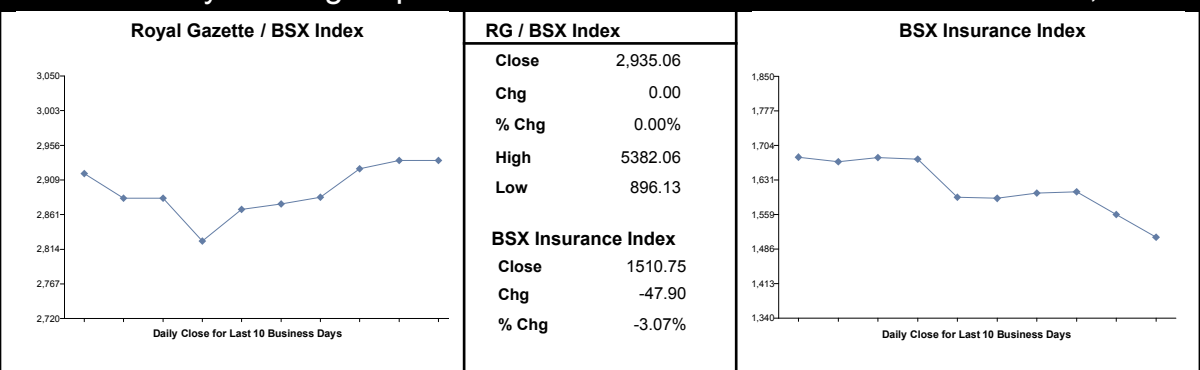 Royal Gazette / BSX Index
3,050
3,003
2,956
2,909
2,861
2,814
2,767
2,720
Daily Close for Last 10 Business Days
RG / BSX Index
Close 2,935.06
Chg 0.00
% Chg 0.00%
High 5382.06
Low 896.13
BSX Insurance Index
Close 1510.75
Chg -47.90
% Chg -3.07%
BSX Insurance Index
1,850
1,777
1,704
1,631
1,559
1,486
1,413
1,340
Daily Close for Last 10 Business Days